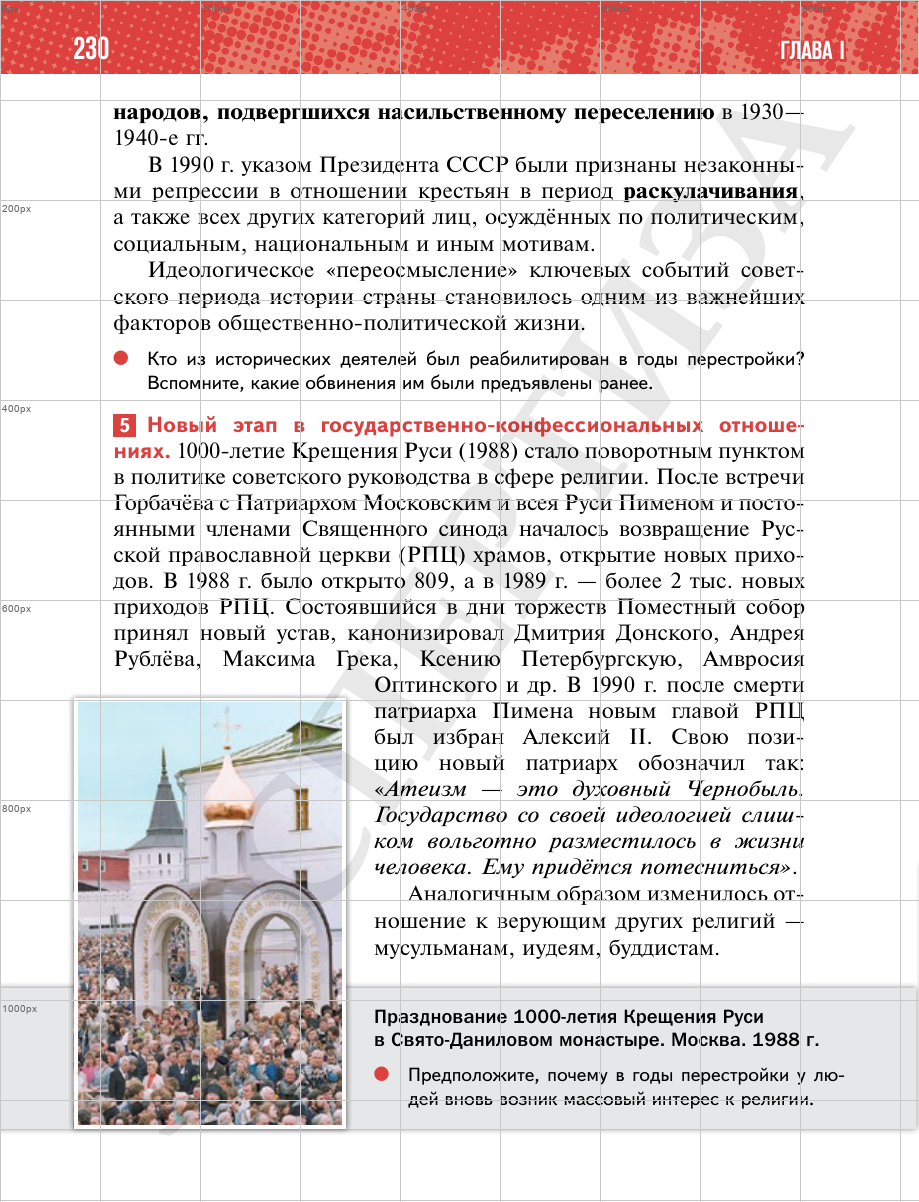 230
ГЛАВА I
народов, подвергшихся насильственному переселению в 1930—
1940-е гг.
В 1990 г. указом Президента СССР были признаны незаконны-
ми репрессии в отношении крестьян в период раскулачивания,
а также всех других категорий лиц, осуждённых по политическим,
социальным, национальным и иным мотивам.
Идеологическое «переосмысление» ключевых событий совет-
ского периода истории страны становилось одним из важнейших
факторов общественно-политической жизни.
Кто из исторических деятелей был реабилитирован в годы перестройки?
Вспомните, какие обвинения им были предъявлены ранее.
5 Новый этап в государственно-конфессиональных отноше-
ниях. 1000-летие Крещения Руси (1988) стало поворотным пунктом
в политике советского руководства в сфере религии. После встречи
Горбачёва с Патриархом Московским и всея Руси Пименом и посто-
янными членами Священного синода началось возвращение Рус-
ской православной церкви (РПЦ) храмов, открытие новых прихо-
дов. В 1988 г. было открыто 809, а в 1989 г. — более 2 тыс. новых
приходов РПЦ. Состоявшийся в дни торжеств Поместный собор
принял новый устав, канонизировал Дмитрия Донского, Андрея
Рублёва, Максима Грека, Ксению Петербургскую, Амвросия
Оптинского и др. В 1990 г. после смерти
патриарха Пимена новым главой РПЦ
был избран Алексий II. Свою пози-
цию новый патриарх обозначил так:
«Атеизм — это духовный Чернобыль.
Государство со своей идеологией слиш-
ком вольготно разместилось в жизни
человека. Ему придётся потесниться».
Аналогичным образом изменилось от-
ношение к верующим других религий —
мусульманам, иудеям, буддистам.
Празднование 1000-летия Крещения Руси
в Свято-Даниловом монастыре. Москва. 1988 г.
Предположите, почему в годы перестройки у лю-
дей вновь возник массовый интерес к религии.
200px
400px
600px
800px
1000px